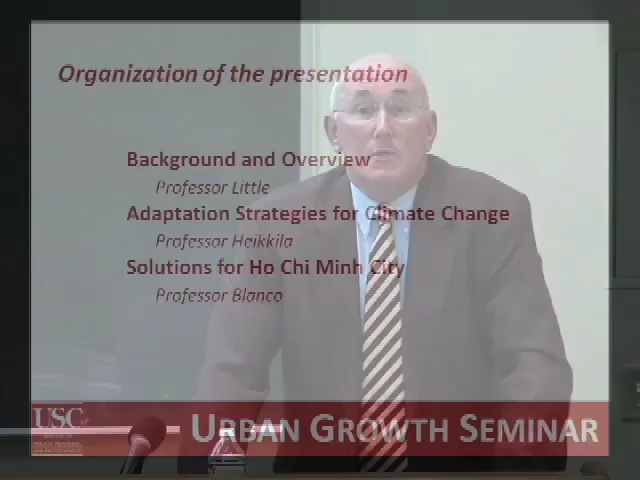 Organization of the presentation
Background and Overview
Professor Little
Adaptation Strategies for Climate Change
Professor Heikkila
Solutions for Ho Chi Minh City
Professor Blanco
USC
URBAN GROWTH SEMINAR